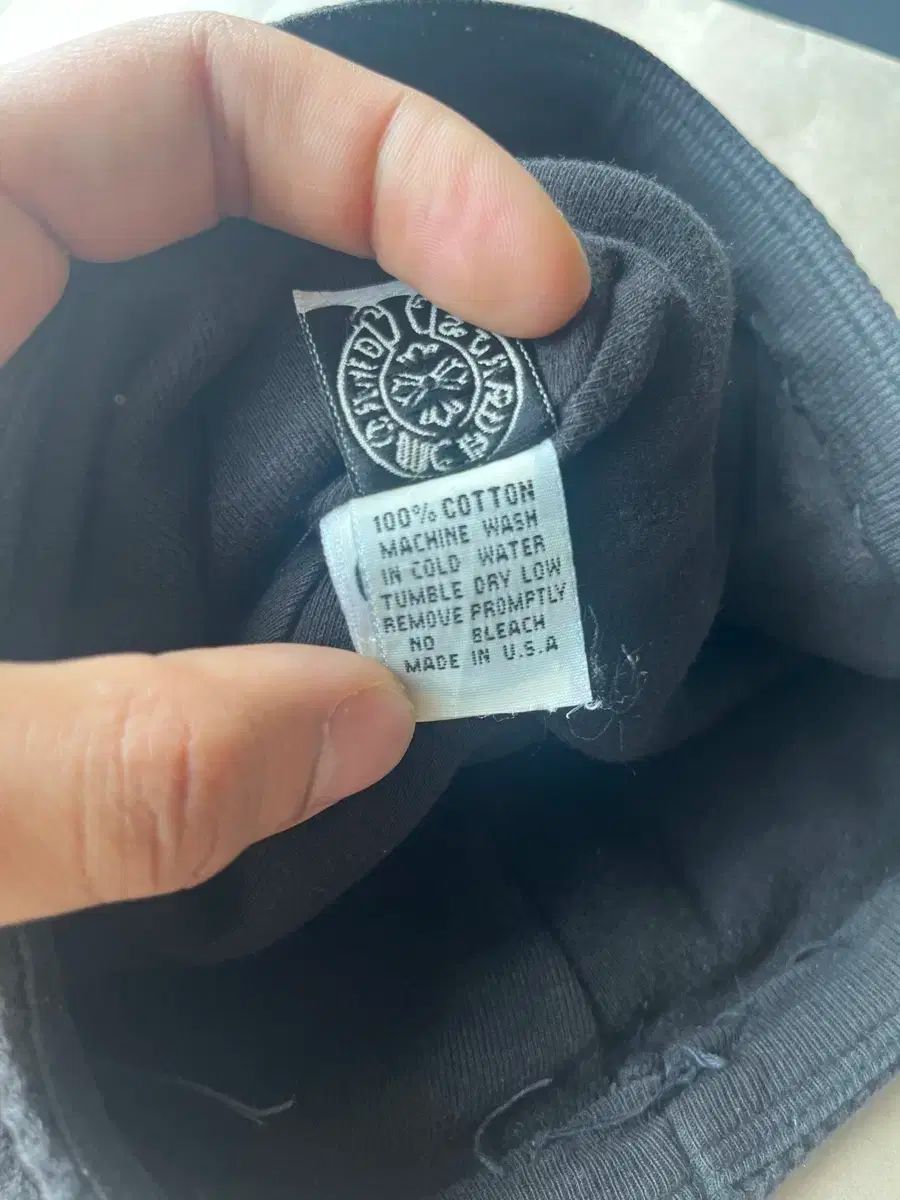 100% COTTON
MACHINE WASH
IN COLD WATER
TUMBLE DRY LOW
REMOVE PROMPTLY
NO BLEACH
MADE IN U.S.A